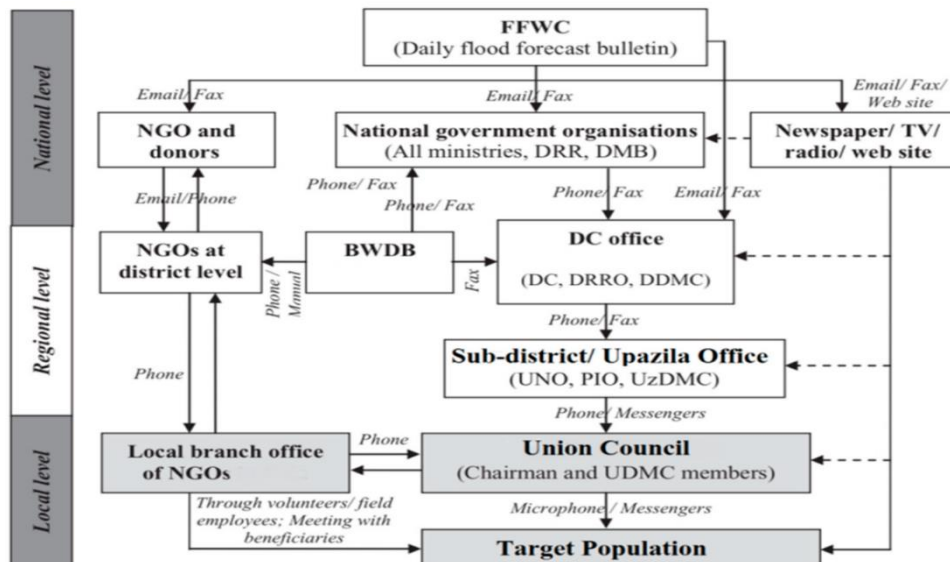 National level
Regional level
Local level
FFWC
(Daily flood forecast bulletin)
Email/ Fax
Email/ Fax
Email/ Fax/
Web site
NGO and
donors
National government organisations
(All ministries, DRR, DMB)
Newspaper/ TV/
radio/ web site
Email/Phone
Phone/ Fax
Phone/ Fax
Phone/ Fax
Email/ Fax
NGOs at
district level
BWDB
DC office
(DC, DRRO, DDMC)
Phone /
Manual
Fax
Phone/ Fax
Sub-district/ Upazila Office
(UNO, PIO, UzDMC)
Phone
Phone/ Messengers
Local branch office
of NGOs
Phone
Union Council
(Chairman and UDMC members)
Through volunteers/ field
employees; Meeting with
beneficiaries
Microphone / Messengers
Target Population